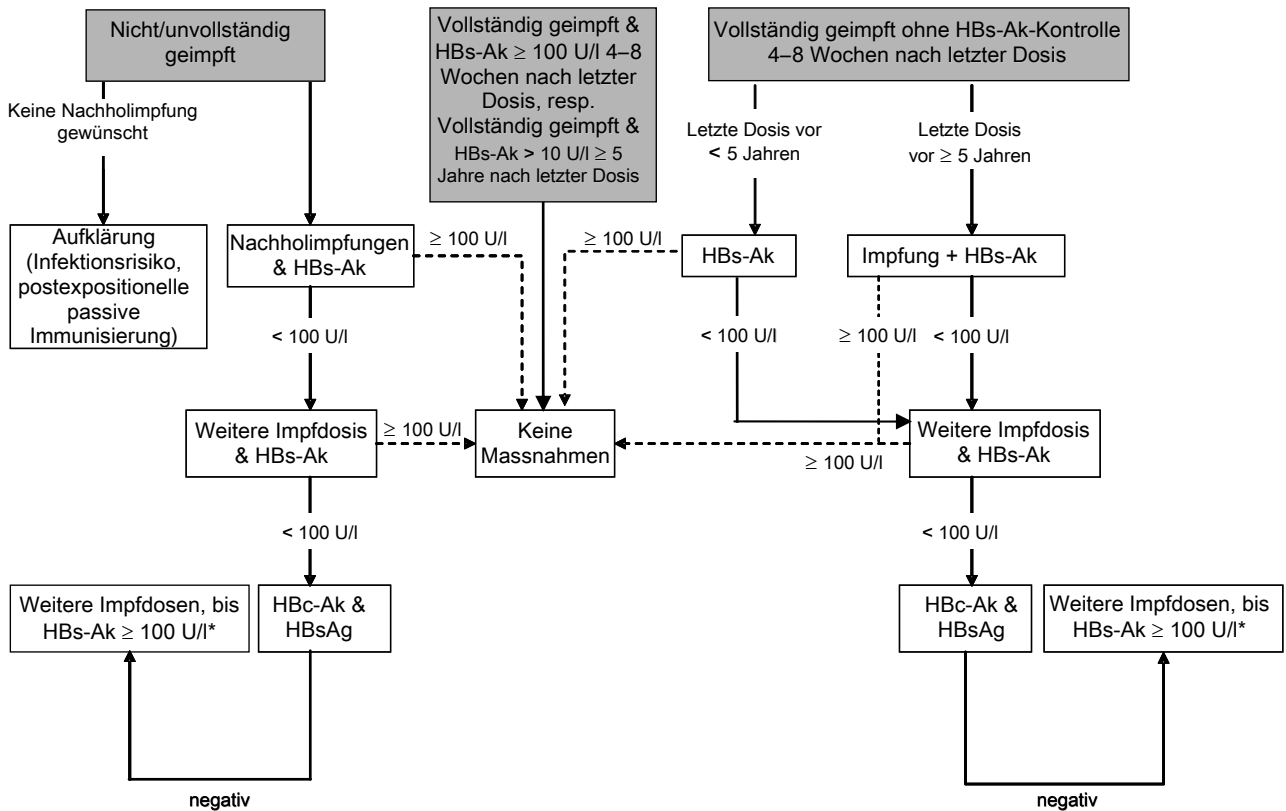 Nicht/unvollständig
geimpft
Vollständig geimpft &
HBs-Ak ≥ 100 U/l 4–8
Wochen nach letzter
Dosis, resp.
Vollständig geimpft &
HBs-Ak > 10 U/l ≥ 5
Jahre nach letzter Dosis
Vollständig geimpft ohne HBs-Ak-Kontrolle
4–8 Wochen nach letzter Dosis
Keine Nachholimpfung
gewünscht
Letzte Dosis vor
< 5 Jahren
Letzte Dosis
vor ≥ 5 Jahren
Aufklärung
(Infektionsrisiko,
postexpositionelle
passive
Immunisierung)
Nachholimpfungen
& HBs-Ak
≥ 100 U/l
≥ 100 U/l
HBs-Ak
Impfung + HBs-Ak
< 100 U/l
< 100 U/l
≥ 100 U/l
< 100 U/l
Weitere Impfdosis
& HBs-Ak
≥ 100 U/l
Keine
Massnahmen
≥ 100 U/l
Weitere Impfdosis
& HBs-Ak
< 100 U/l
< 100 U/l
Weitere Impfdosen, bis
HBs-Ak ≥ 100 U/l*
HBc-Ak &
HBsAg
HBc-Ak &
HBsAg
Weitere Impfdosen, bis
HBs-Ak ≥ 100 U/l*
negativ
negativ